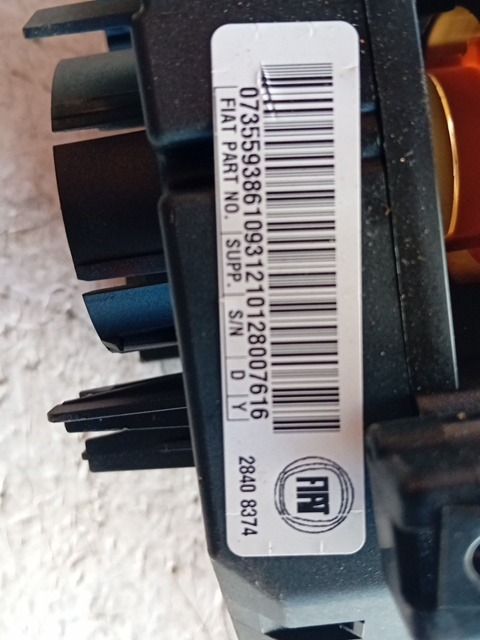 07355938610931210128007616
FIAT PART NO. SUPP. S/N D Y
2840 8374
FIAT